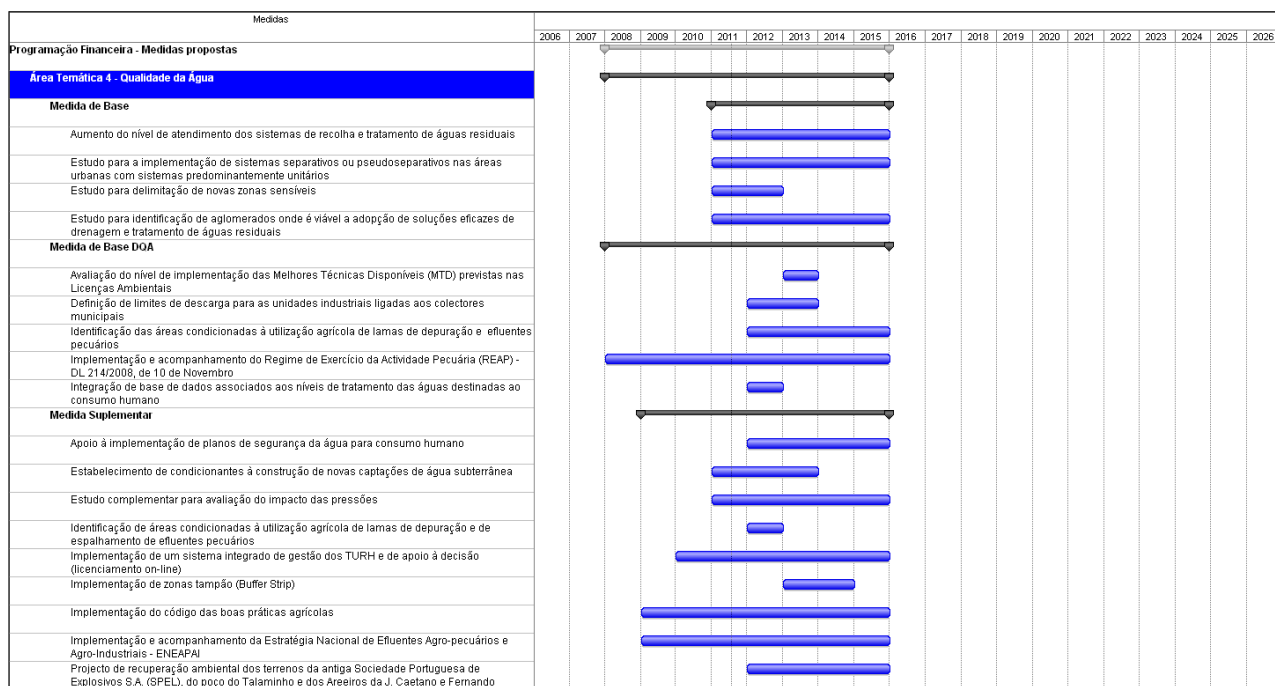 Medidas
2006 2007 2008 2009 2010 2011 2012 2013 2014 2015 2016 2017 2018 2019 2020 2021 2022 2023 2024 2025 2026
Programação Financeira - Medidas propostas
Área Temática 4 - Qualidade da Água
Medida de Base
Aumento do nível de atendimento dos sistemas de recolha e tratamento de águas residuais
Estudo para a implementação de sistemas separativos ou pseudoseparativos nas áreas
urbanas com sistemas predominantemente unitários
Estudo para delimitação de novas zonas sensíveis
Estudo para identificação de aglomerados onde é viável a adopção de soluções eficazes de
drenagem e tratamento de águas residuais
Medida de Base DQA
Avaliação do nível de implementação das Melhores Técnicas Disponíveis (MTD) previstas nas
Licenças Ambientais
Definição de limites de descarga para as unidades industriais ligadas aos colectores
municipais
Identificação das áreas condicionadas à utilização agrícola de lamas de depuração e efluentes
pecuários
Implementação e acompanhamento do Regime de Exercício da Actividade Pecuária (REAP) -
DL 214/2008, de 10 de Novembro
Integração de base de dados associados aos níveis de tratamento das águas destinadas ao
consumo humano
Medida Suplementar
Apoio à implementação de planos de segurança da água para consumo humano
Estabelecimento de condicionantes à construção de novas captações de água subterrânea
Estudo complementar para avaliação do impacto das pressões
Identificação de áreas condicionadas à utilização agrícola de lamas de depuração e de
espalhamento de efluentes pecuários
Implementação de um sistema integrado de gestão dos TURH e de apoio à decisão
(licenciamento on-line)
Implementação de zonas tampão (Buffer Strip)
Implementação do código das boas práticas agrícolas
Implementação e acompanhamento da Estratégia Nacional de Efluentes Agro-pecuários e
Agro-Industriais - ENEAPAI
Projecto de recuperação ambiental dos terrenos da antiga Sociedade Portuguesa de
Explosivos S.A. (SPEL), do poço do Talaminho e dos Areeiros da J. Caetano e Fernando